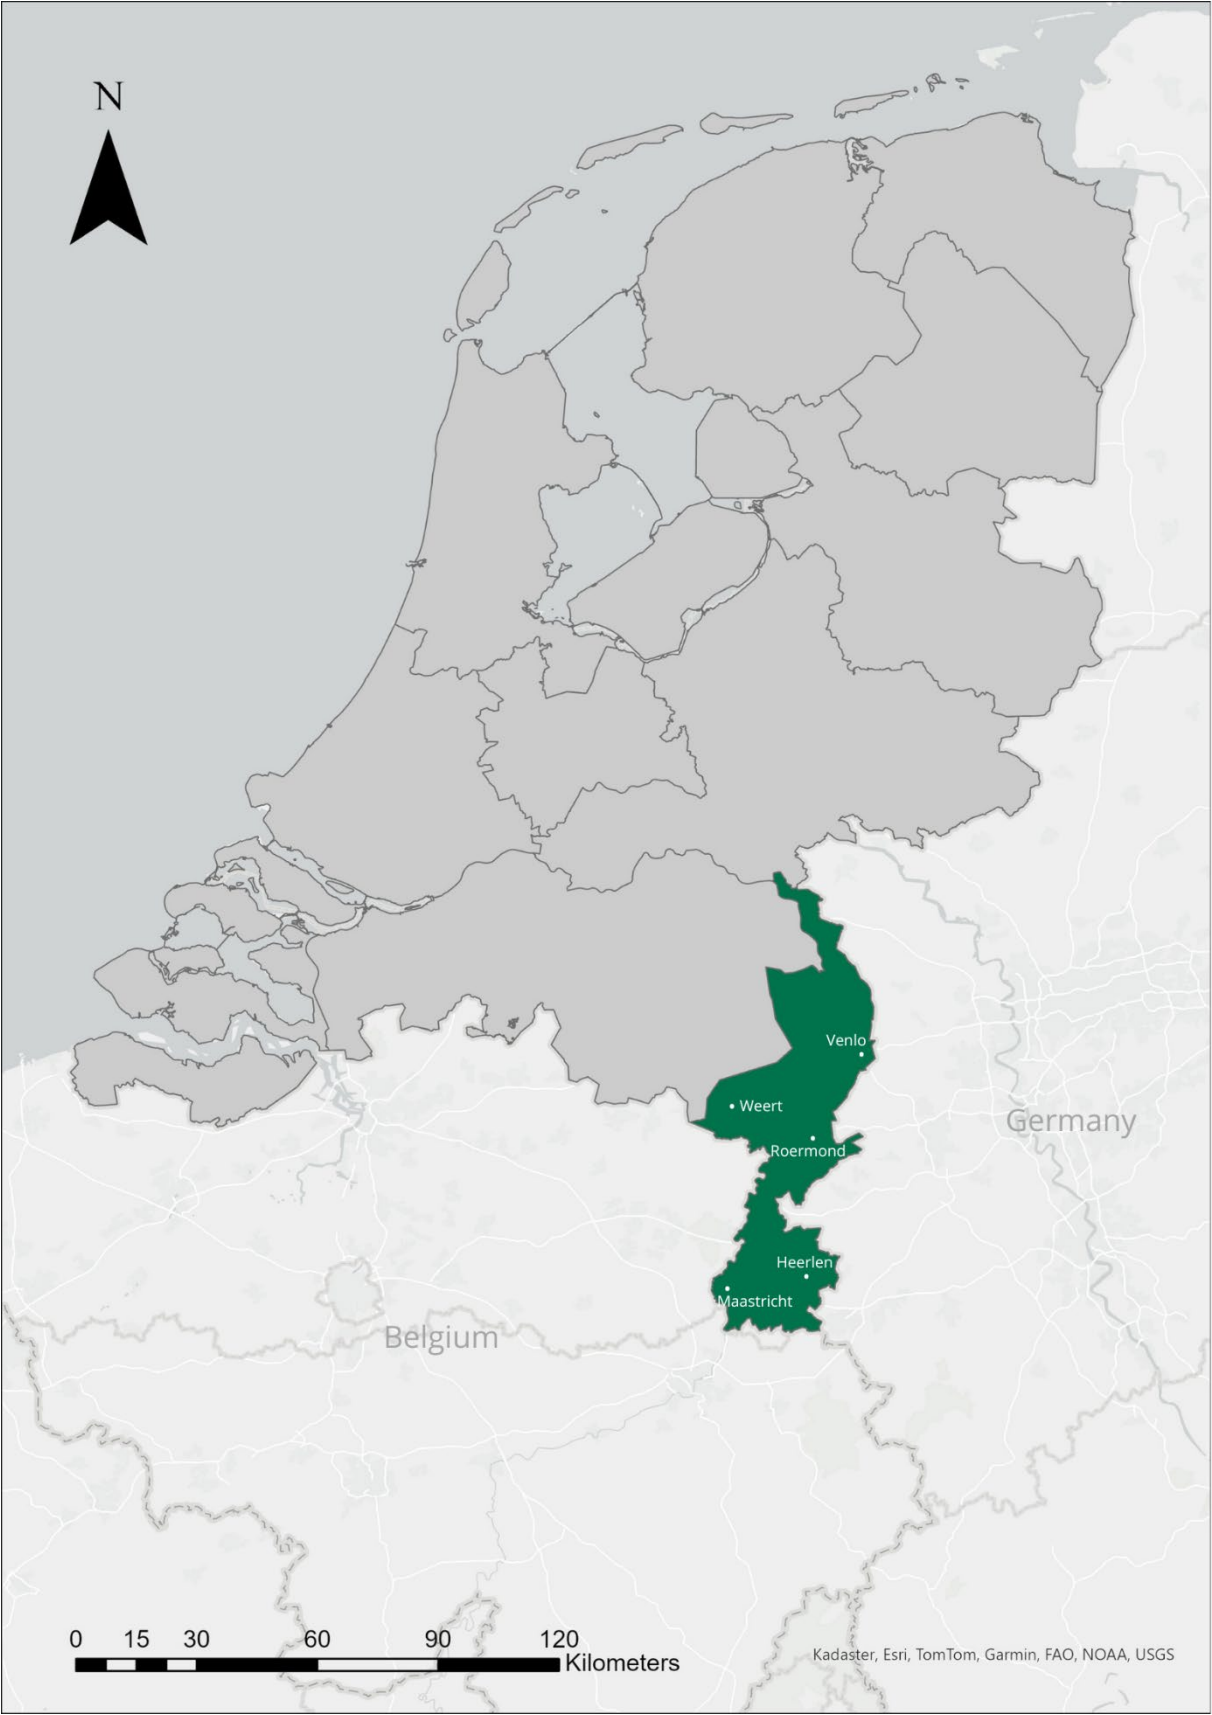 N
Venlo
Weert
Germany
Roermond
Heerlen
Maastricht
Belgium
0 15 30 60 90 120
Kilometers
Kadaster, Esri, TomTom, Garmin, FAO, NOAA, USGS